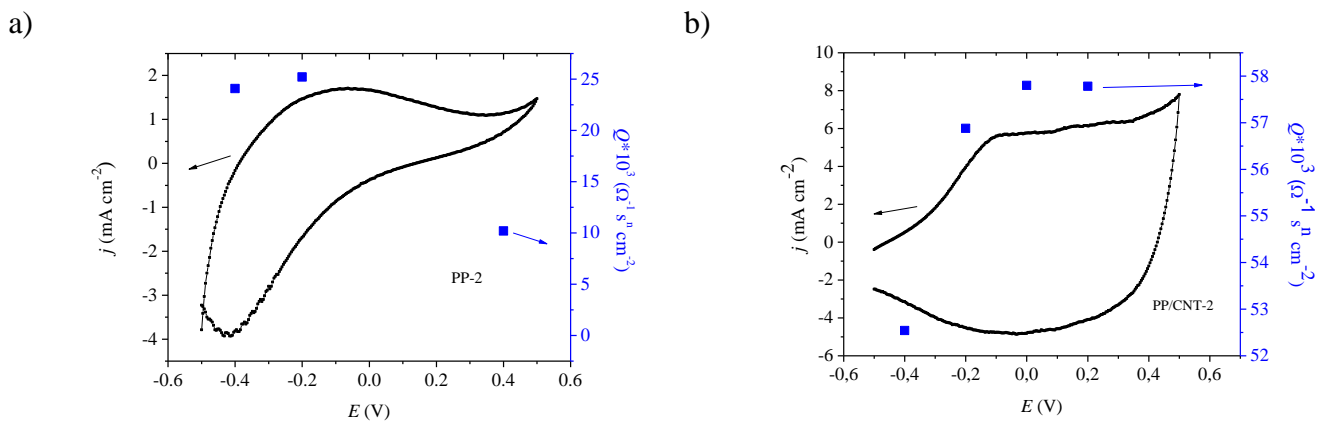 a)
2
1
0
-1
-2
-3
-4
j (mA cm-2)
25
20
15
10
5
0
Q*10^3 (Ω-1 s^n cm-2)
PP-2
-0.6 -0.4 -0.2 0.0 0.2 0.4 0.6
E (V)
b)
10
8
6
4
2
0
-2
-4
-6
j (mA cm-2)
58
57
56
55
54
53
52
Q*10^3 (Ω-1 s^n cm-2)
PP/CNT-2
-0,6 -0,4 -0,2 0,0 0,2 0,4 0,6
E (V)